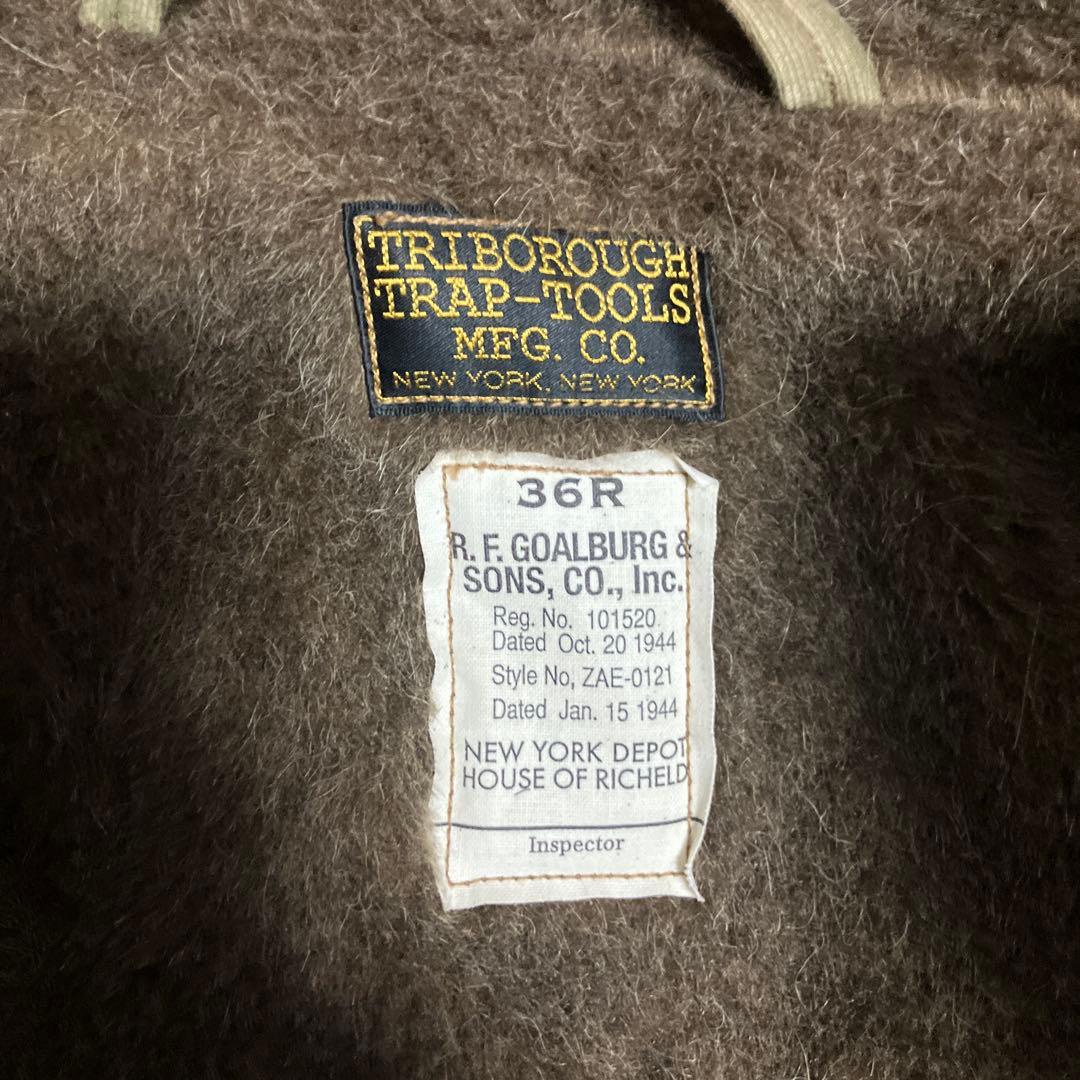 TRIBOROUGH
TRAP-TOOLS
MFG. CO.
NEW YORK, NEW YORK
36R
R. F. GOALBURG &
SONS, CO., Inc.
Reg. No. 101520
Dated Oct. 20 1944
Style No, ZAE-0121
Dated Jan. 15 1944
NEW YORK DEPOT
HOUSE OF RICHELD
Inspector